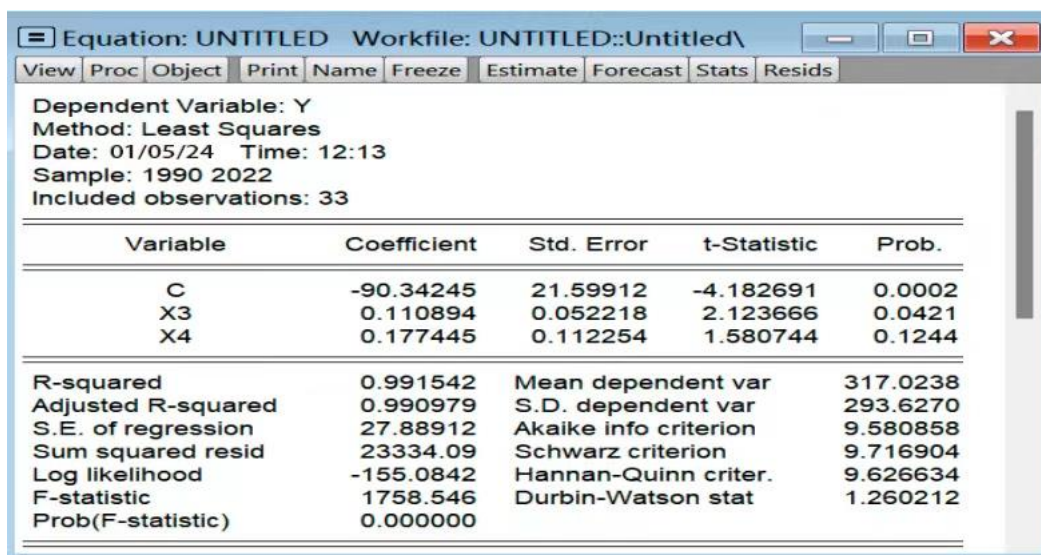 Equation: UNTITLED Workfile: UNTITLED::Untitled\
View Proc Object Print Name Freeze Estimate Forecast Stats Resids
Dependent Variable: Y
Method: Least Squares
Date: 01/05/24 Time: 12:13
Sample: 1990 2022
Included observations: 33
Variable Coefficient Std. Error t-Statistic Prob.
C -90.34245 21.59912 -4.182691 0.0002
X3 0.110894 0.052218 2.123666 0.0421
X4 0.177445 0.112254 1.580744 0.1244
R-squared 0.991542 Mean dependent var 317.0238
Adjusted R-squared 0.990979 S.D. dependent var 293.6270
S.E. of regression 27.88912 Akaike info criterion 9.580858
Sum squared resid 23334.09 Schwarz criterion 9.716904
Log likelihood -155.0842 Hannan-Quinn criter. 9.626634
F-statistic 1758.546 Durbin-Watson stat 1.260212
Prob(F-statistic) 0.000000